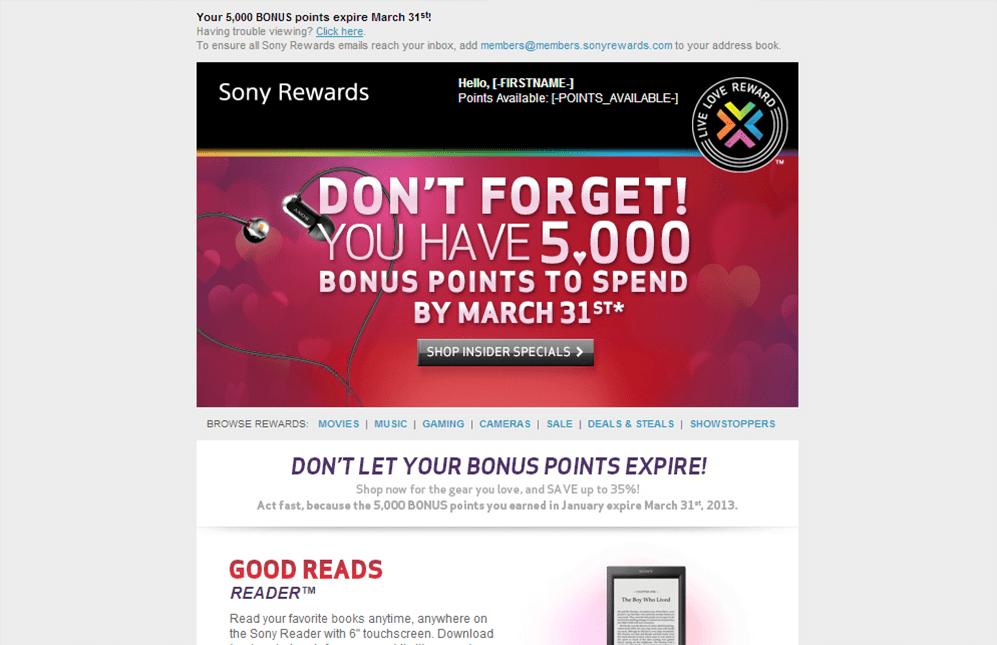 Your 5,000 BONUS points expire March 31st!
Having trouble viewing? Click here.
To ensure all Sony Rewards emails reach your inbox, add members@members.sonyrewards.com to your address book.
Sony Rewards
Hello, [-FIRSTNAME-]
Points Available: [-POINTS_AVAILABLE-]
LIVE LOVE REWARD
TM
SONY
DON'T FORGET!
YOU HAVE 5,000
BONUS POINTS TO SPEND
BY MARCH 31ST*
SHOP INSIDER SPECIALS
BROWSE REWARDS: MOVIES | MUSIC | GAMING | CAMERAS | SALE | DEALS & STEALS | SHOWSTOPPERS
DON'T LET YOUR BONUS POINTS EXPIRE!
Shop now for the gear you love, and SAVE up to 35%!
Act fast, because the 5,000 BONUS points you earned in January expire March 31st, 2013.
GOOD READS
READER™
Read your favorite books anytime, anywhere on
the Sony Reader with 6" touchscreen. Download
SONY
The Boy Who Lived